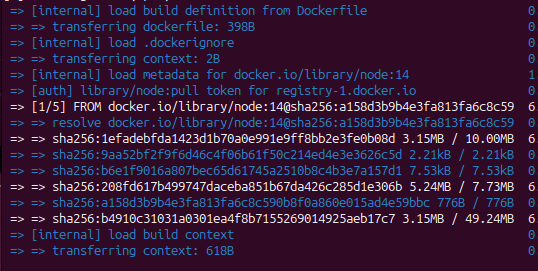 => [internal] load build definition from Dockerfile 0
=> => transferring dockerfile: 398B 0
=> [internal] load .dockerignore 0
=> => transferring context: 2B 0
=> [internal] load metadata for docker.io/library/node:14 1
=> [auth] library/node:pull token for registry-1.docker.io 0
=> [1/5] FROM docker.io/library/node:14@sha256:a158d3b9b4e3fa813fa6c8c59 6
=> => resolve docker.io/library/node:14@sha256:a158d3b9b4e3fa813fa6c8c59 0
=> => sha256:1efadebfda1423d1b70a0e991e9ff8bb2e3fe0b08d 3.15MB / 10.00MB 6
=> => sha256:9aa52bf2f9f6d46c4f06b61f50c214ed4e3e3626c5d 2.21kB / 2.21kB 0
=> => sha256:b6e1f9016a807bec65d61745a2510b8c4b3e7a157d1 7.53kB / 7.53kB 0
=> => sha256:208fd617b499747daceba851b67da426c285d1e306b 5.24MB / 7.73MB 6
=> => sha256:a158d3b9b4e3fa813fa6c8c590b8f0a860e015ad4e59bbc 776B / 776B 0
=> => sha256:b4910c31031a0301ea4f8b7155269014925aeb17c7 3.15MB / 49.24MB 6
=> [internal] load build context 0
=> => transferring context: 618B 0